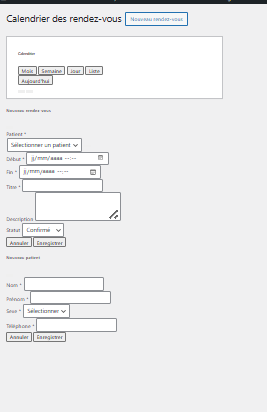 Calendrier des rendez-vous Nouveau rendez-vous
Calendrier
Mois Semaine Jour Liste
Aujourd'hui
Nouveau rendez-vous
Patient *
Sélectionner un patient
Début * jj/mm/aaaa --:--
Fin * jj/mm/aaaa --:--
Titre *
Description
Statut Confirmé
Annuler Enregistrer
Nouveau patient
Nom *
Prénom *
Sexe * Sélectionner
Téléphone *
Annuler Enregistrer